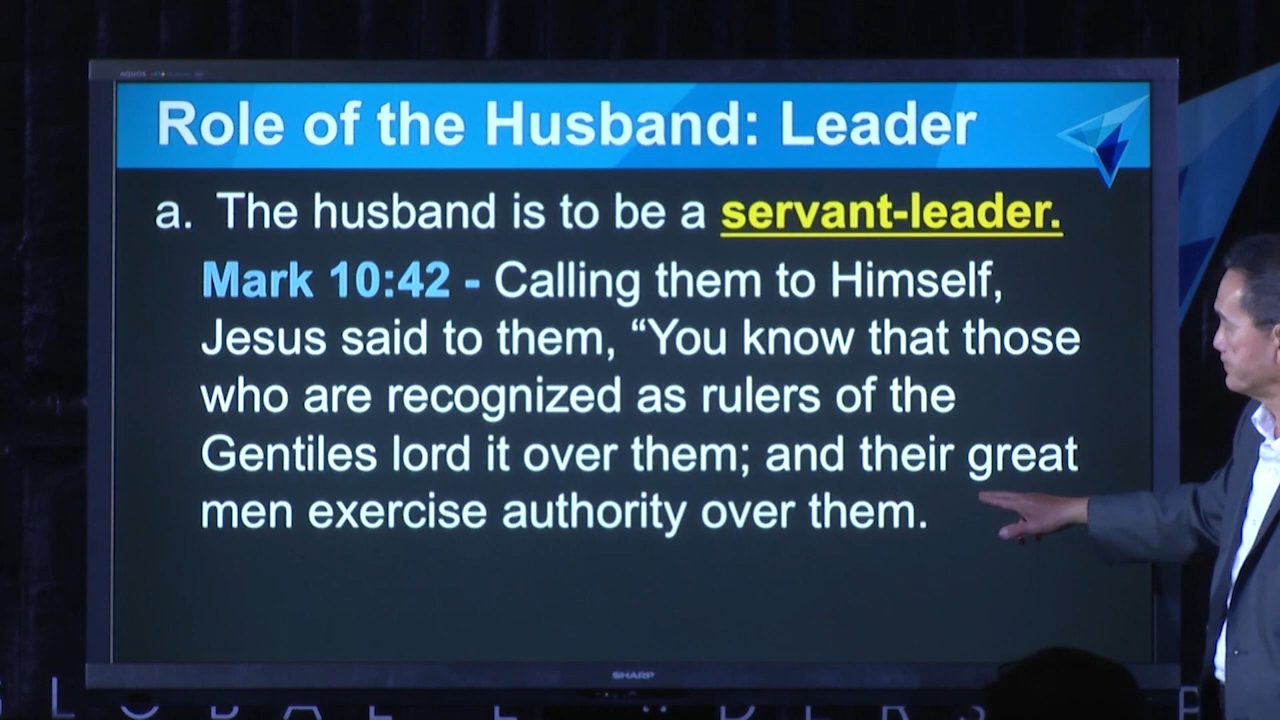 AQUOS
Role of the Husband: Leader
a. The husband is to be a servant-leader.
Mark 10:42 - Calling them to Himself,
Jesus said to them, “You know that those
who are recognized as rulers of the
Gentiles lord it over them; and their great
men exercise authority over them.
SHARP